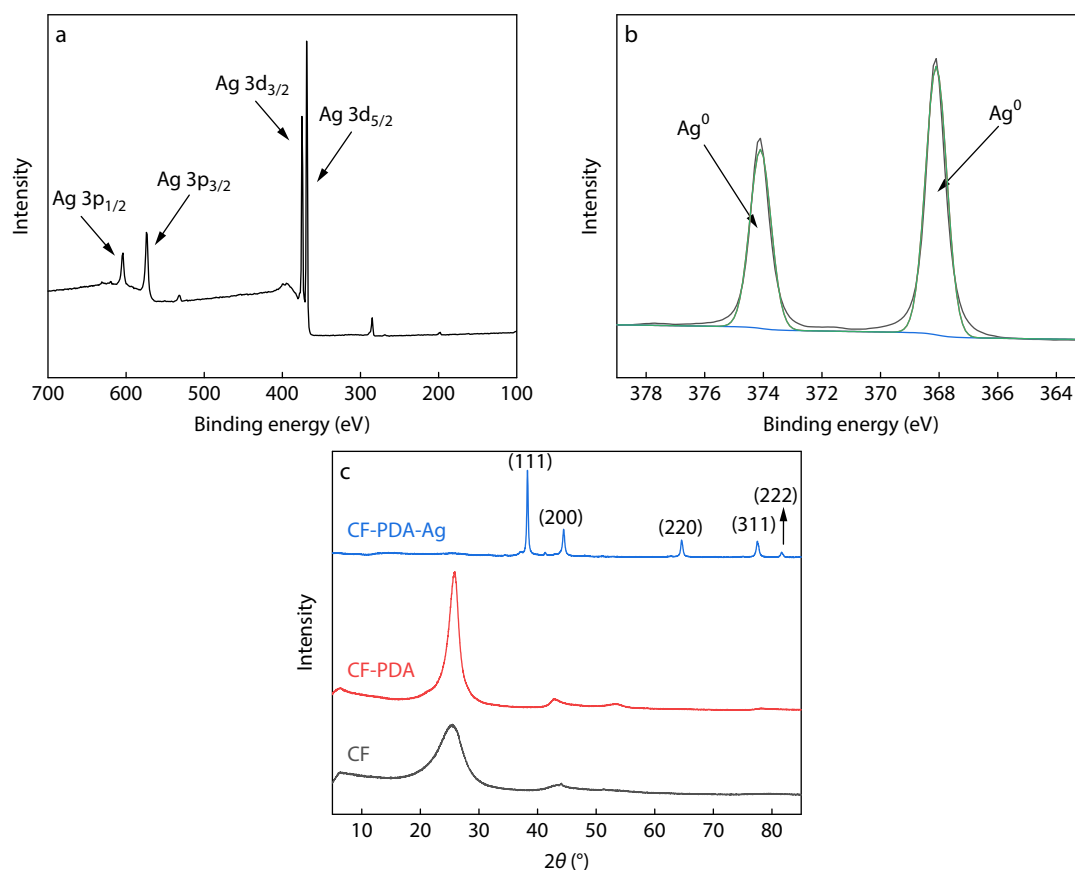 a
Ag 3d3/2
Ag 3d5/2
Ag 3p3/2
Ag 3p1/2
Intensity
700 600 500 400 300 200 100
Binding energy (eV)
b
Ag0
Ag0
Intensity
378 376 374 372 370 368 366 364
Binding energy (eV)
c
(111)
(222)
(200)
(220)
(311)
CF-PDA-Ag
CF-PDA
CF
Intensity
10 20 30 40 50 60 70 80
2θ (°)